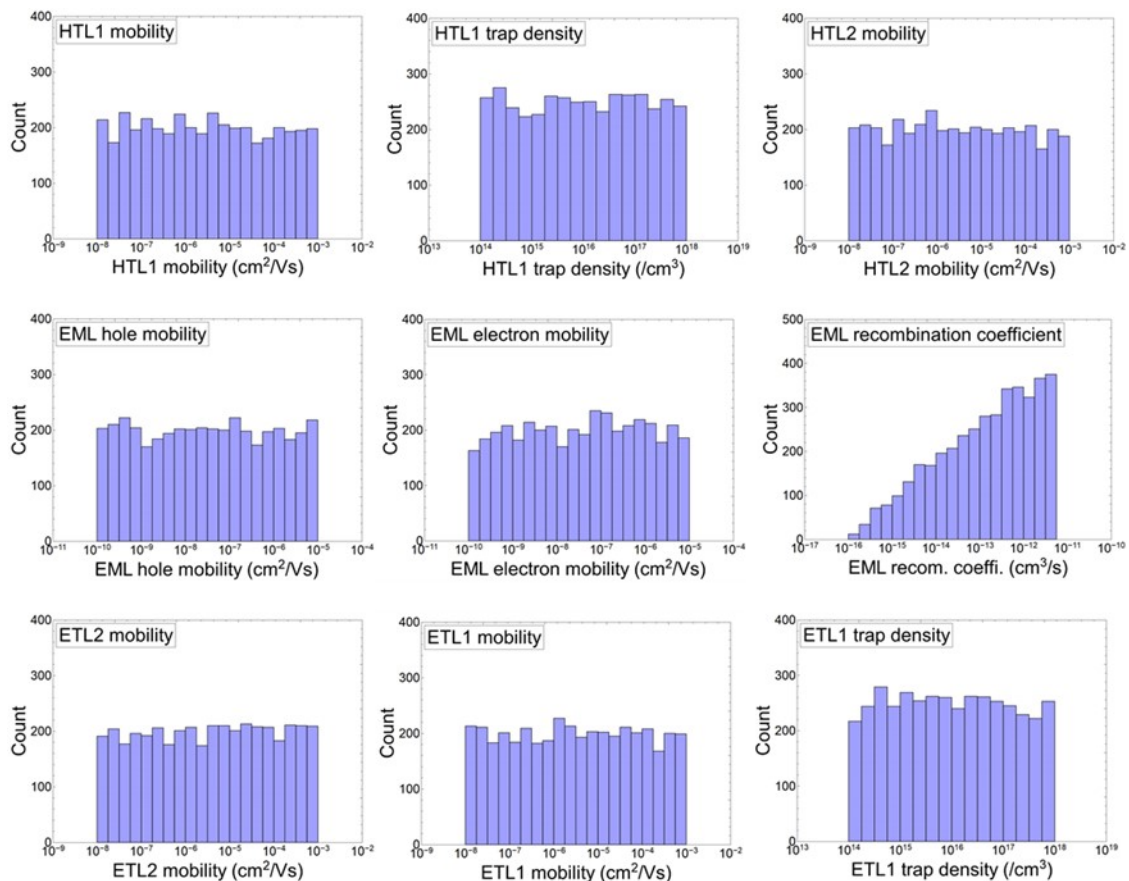 HTL1 mobility
400
300
200
100
0
Count
10⁻⁹ 10⁻⁸ 10⁻⁷ 10⁻⁶ 10⁻⁵ 10⁻⁴ 10⁻³ 10⁻²
HTL1 mobility (cm²/Vs)
HTL1 trap density
400
300
200
100
0
Count
10¹³ 10¹⁴ 10¹⁵ 10¹⁶ 10¹⁷ 10¹⁸ 10¹⁹
HTL1 trap density (/cm³)
HTL2 mobility
400
300
200
100
0
Count
10⁻⁹ 10⁻⁸ 10⁻⁷ 10⁻⁶ 10⁻⁵ 10⁻⁴ 10⁻³ 10⁻²
HTL2 mobility (cm²/Vs)
EML hole mobility
400
300
200
100
0
Count
10⁻¹¹ 10⁻¹⁰ 10⁻⁹ 10⁻⁸ 10⁻⁷ 10⁻⁶ 10⁻⁵ 10⁻⁴
EML hole mobility (cm²/Vs)
EML electron mobility
400
300
200
100
0
Count
10⁻¹¹ 10⁻¹⁰ 10⁻⁹ 10⁻⁸ 10⁻⁷ 10⁻⁶ 10⁻⁵ 10⁻⁴
EML electron mobility (cm²/Vs)
EML recombination coefficient
500
400
300
200
100
0
Count
10⁻¹⁷ 10⁻¹⁶ 10⁻¹⁵ 10⁻¹⁴ 10⁻¹³ 10⁻¹² 10⁻¹¹ 10⁻¹⁰
EML recom. coeffi. (cm³/s)
ETL2 mobility
400
300
200
100
0
Count
10⁻⁹ 10⁻⁸ 10⁻⁷ 10⁻⁶ 10⁻⁵ 10⁻⁴ 10⁻³ 10⁻²
ETL2 mobility (cm²/Vs)
ETL1 mobility
400
300
200
100
0
Count
10⁻⁹ 10⁻⁸ 10⁻⁷ 10⁻⁶ 10⁻⁵ 10⁻⁴ 10⁻³ 10⁻²
ETL1 mobility (cm²/Vs)
ETL1 trap density
400
300
200
100
0
Count
10¹³ 10¹⁴ 10¹⁵ 10¹⁶ 10¹⁷ 10¹⁸ 10¹⁹
ETL1 trap density (/cm³)